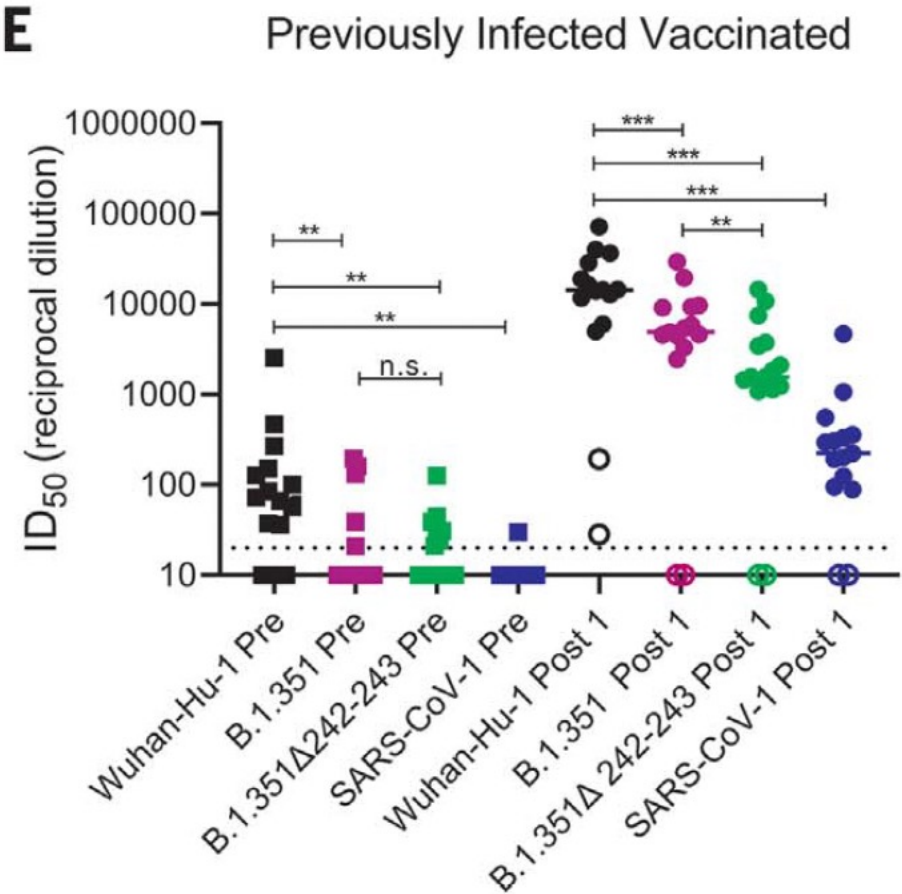 E
Previously Infected Vaccinated
ID50 (reciprocal dilution)
1000000
100000
10000
1000
100
10
**
**
**
n.s.
***
***
***
**
Wuhan-Hu-1 Pre
B.1.351 Pre
B.1.351Δ242-243 Pre
SARS-CoV-1 Pre
Wuhan-Hu-1 Post 1
B.1.351 Post 1
B.1.351Δ 242-243 Post 1
SARS-CoV-1 Post 1